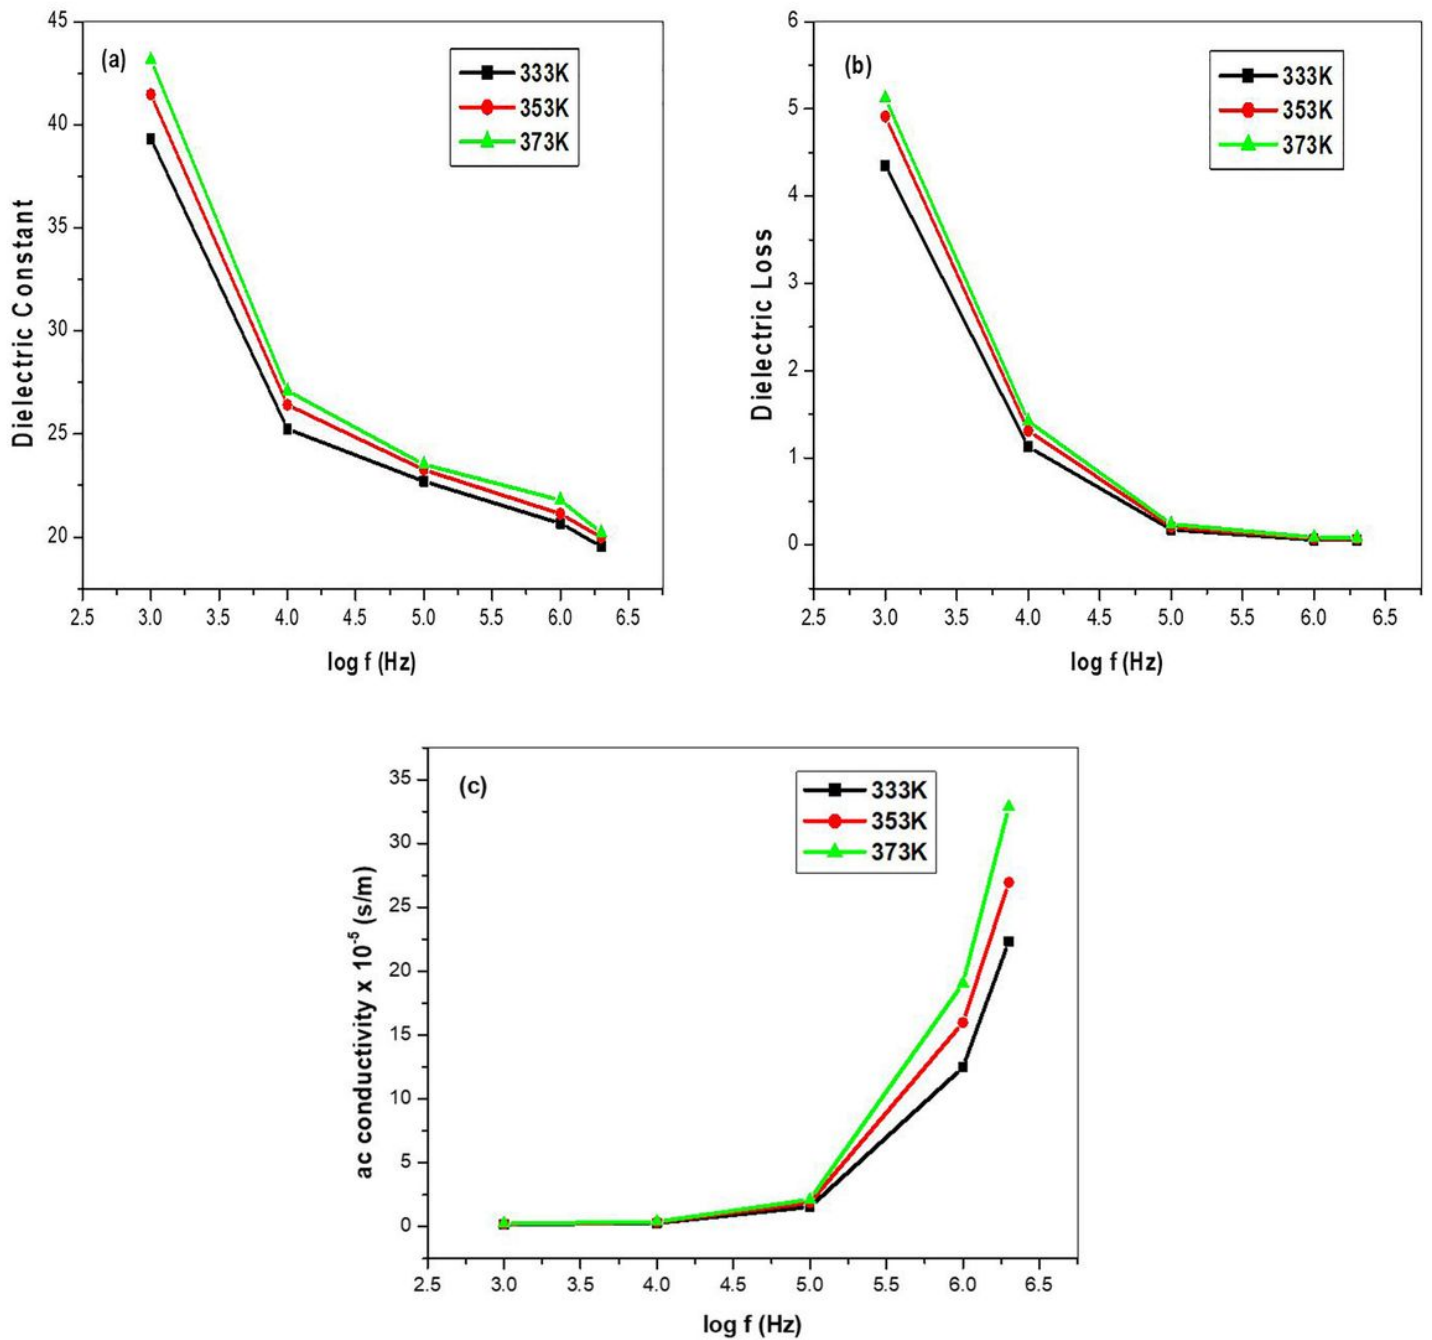 (a)
333K
353K
373K
45
40
35
30
25
20
Dielectric Constant
2.5 3.0 3.5 4.0 4.5 5.0 5.5 6.0 6.5
log f (Hz)
(b)
333K
353K
373K
6
5
4
3
2
1
0
Dielectric Loss
2.5 3.0 3.5 4.0 4.5 5.0 5.5 6.0 6.5
log f (Hz)
(c)
333K
353K
373K
35
30
25
20
15
10
5
0
ac conductivity x 10⁻⁵ (s/m)
2.5 3.0 3.5 4.0 4.5 5.0 5.5 6.0 6.5
log f (Hz)